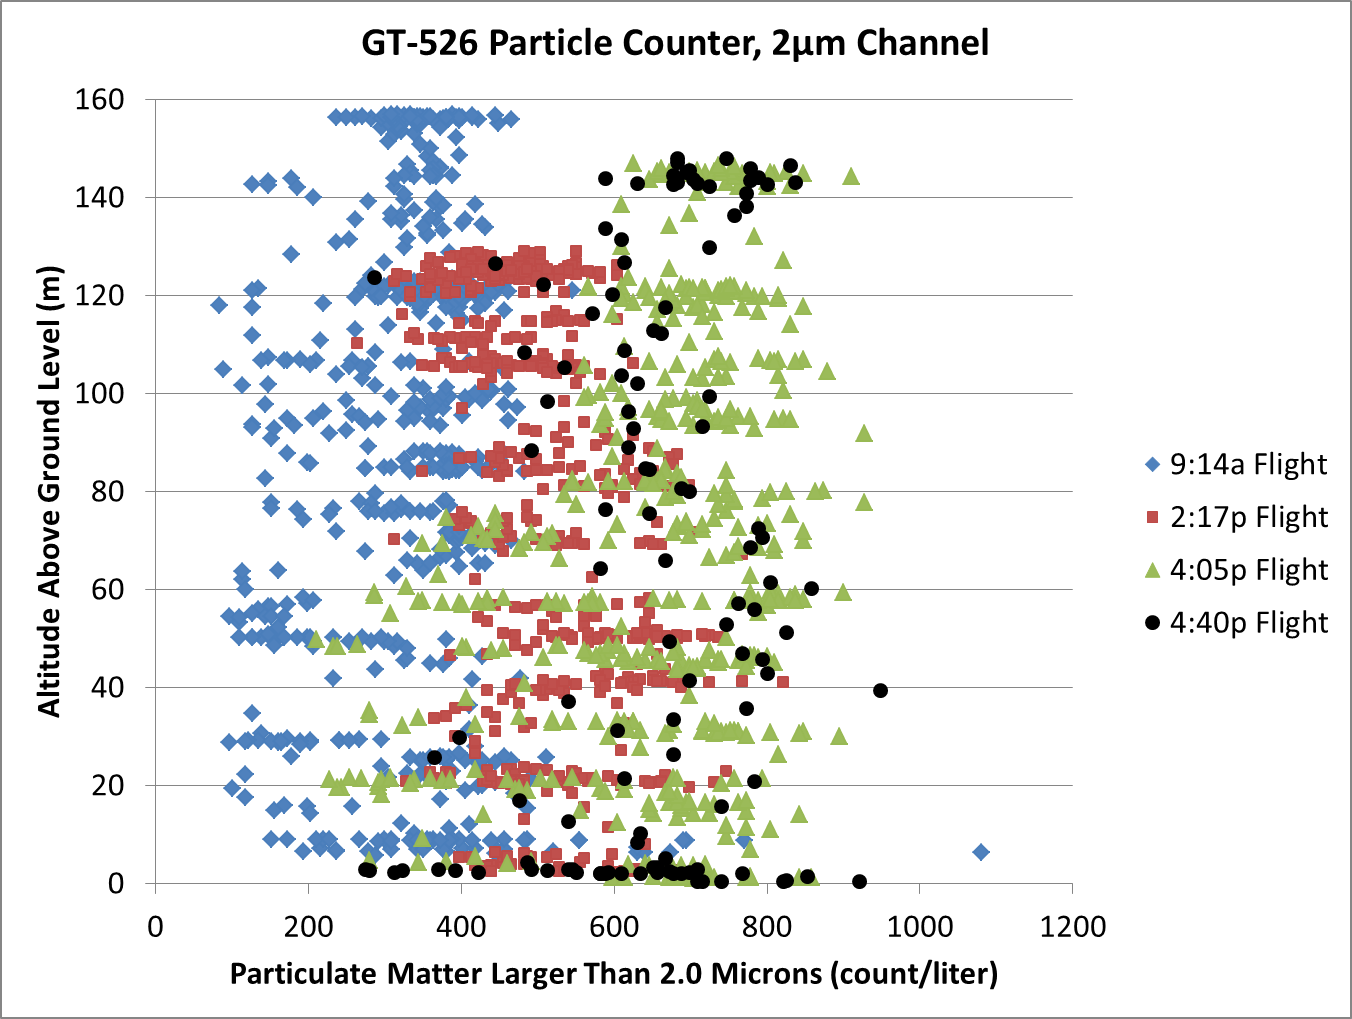 GT-526 Particle Counter, 2µm Channel
160
140
120
100
80
60
40
20
0
0 200 400 600 800 1000 1200
Altitude Above Ground Level (m)
Particulate Matter Larger Than 2.0 Microns (count/liter)
9:14a Flight
2:17p Flight
4:05p Flight
4:40p Flight